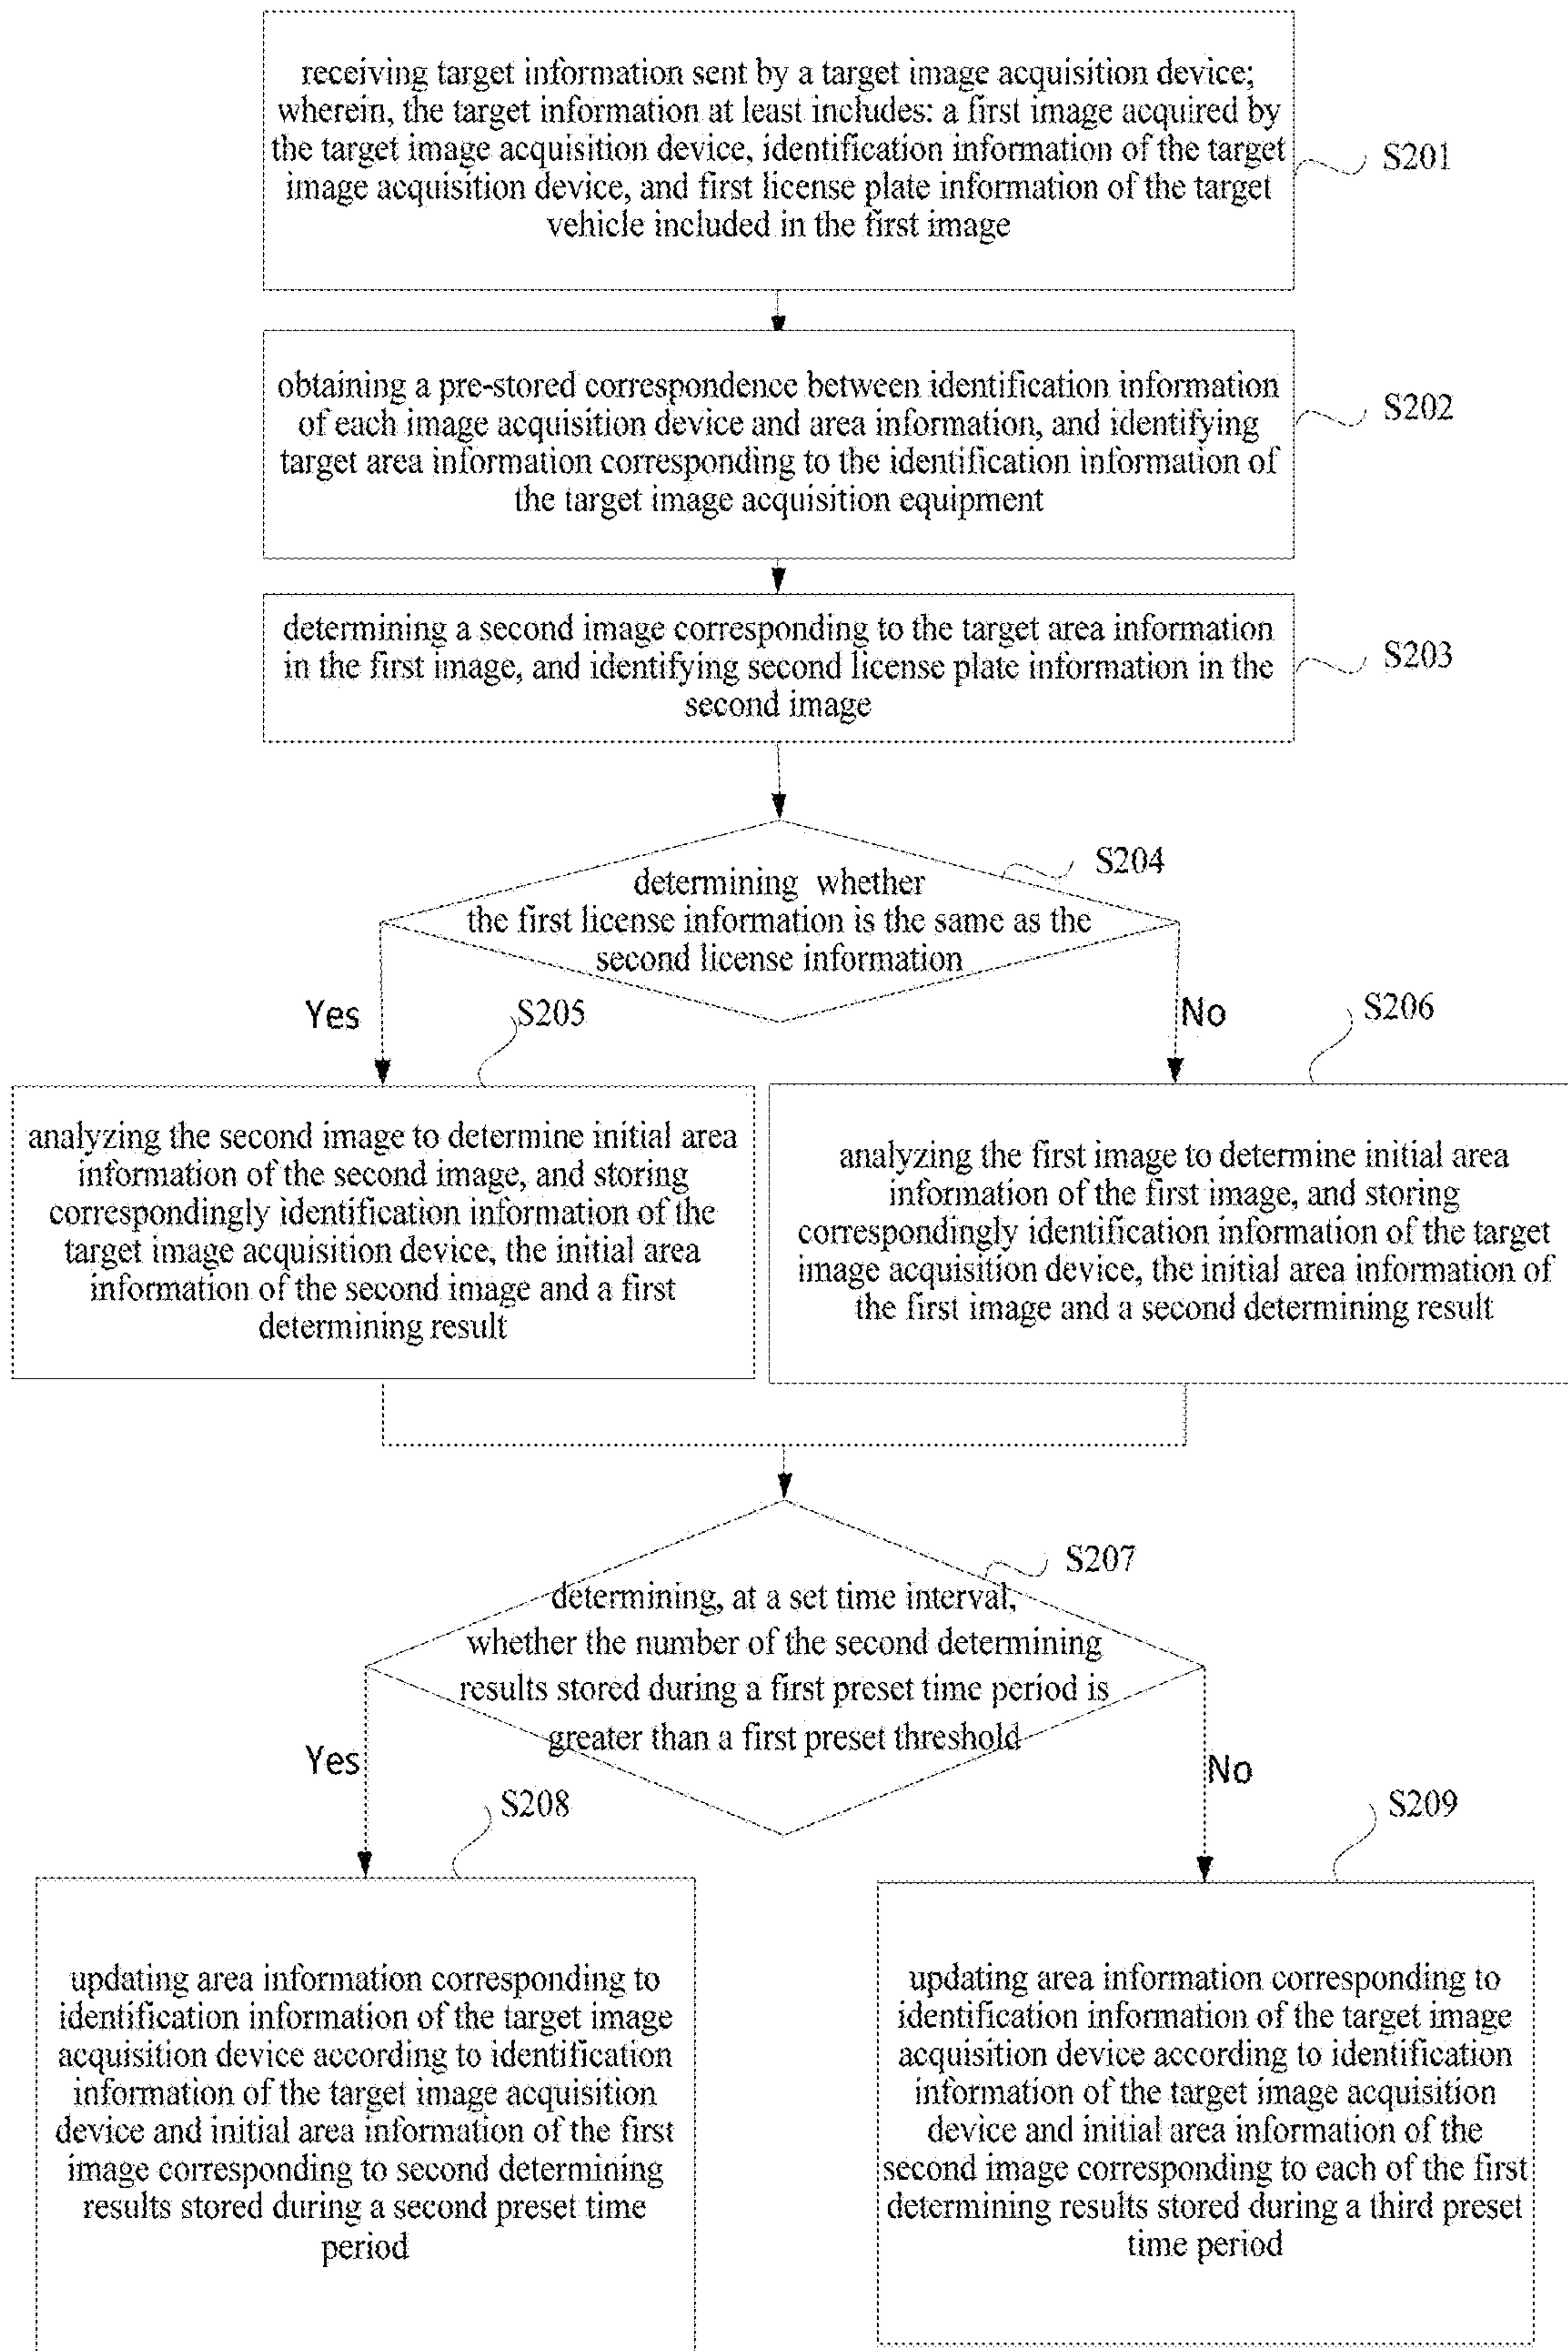 receiving target information sent by a target image acquisition device;
wherein, the target information at least includes: a first image acquired by
the target image acquisition device, identification information of the target
image acquisition device, and first license plate information of the target
vehicle included in the first image
S201
obtaining a pre-stored correspondence between identification information
of each image acquisition device and area information, and identifying
target area information corresponding to the identification information of
the target image acquisition equipment
S202
determining a second image corresponding to the target area information
in the first image, and identifying second license plate information in the
second image
S203
determining whether
the first license information is the same as the
second license information
S204
Yes
No
S205
analyzing the second image to determine initial area
information of the second image, and storing
correspondingly identification information of the
target image acquisition device, the initial area
information of the second image and a first
determining result
S206
analyzing the first image to determine initial area
information of the first image, and storing
correspondingly identification information of the target
image acquisition device, the initial area information of
the first image and a second determining result
S207
determining, at a set time interval,
whether the number of the second determining
results stored during a first preset time period is
greater than a first preset threshold
Yes
No
S208
updating area information corresponding to
identification information of the target image
acquisition device according to identification
information of the target image acquisition
device and initial area information of the first
image corresponding to second determining
results stored during a second preset time
period
S209
updating area information corresponding to
identification information of the target image
acquisition device according to identification
information of the target image acquisition
device and initial area information of the
second image corresponding to each of the first
determining results stored during a third preset
time period